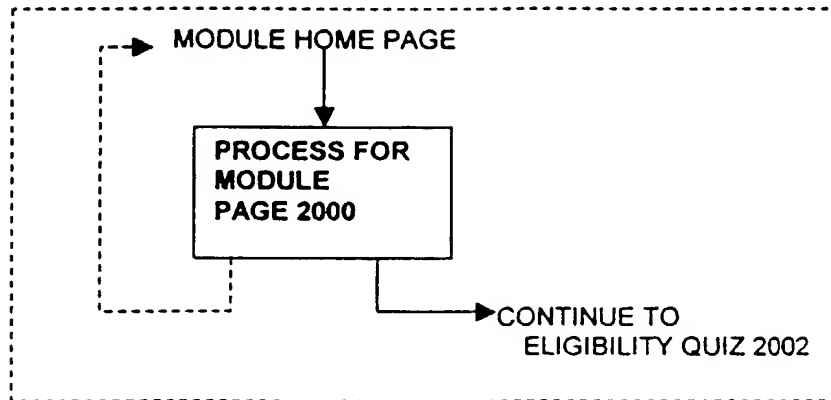 MODULE HOME PAGE
PROCESS FOR
MODULE
PAGE 2000
CONTINUE TO
ELIGIBILITY QUIZ 2002